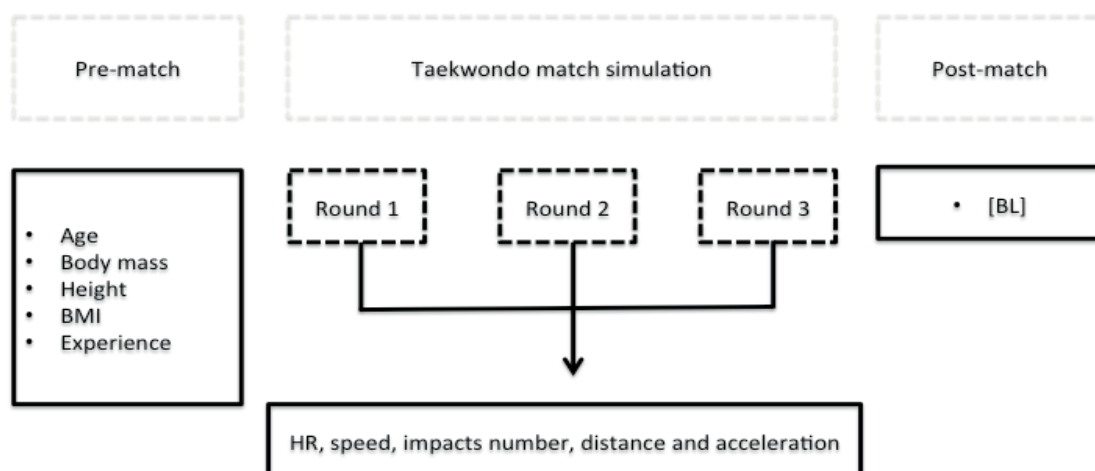 Pre-match
Taekwondo match simulation
Post-match
• Age
• Body mass
• Height
• BMI
• Experience
Round 1
Round 2
Round 3
• [BL]
HR, speed, impacts number, distance and acceleration